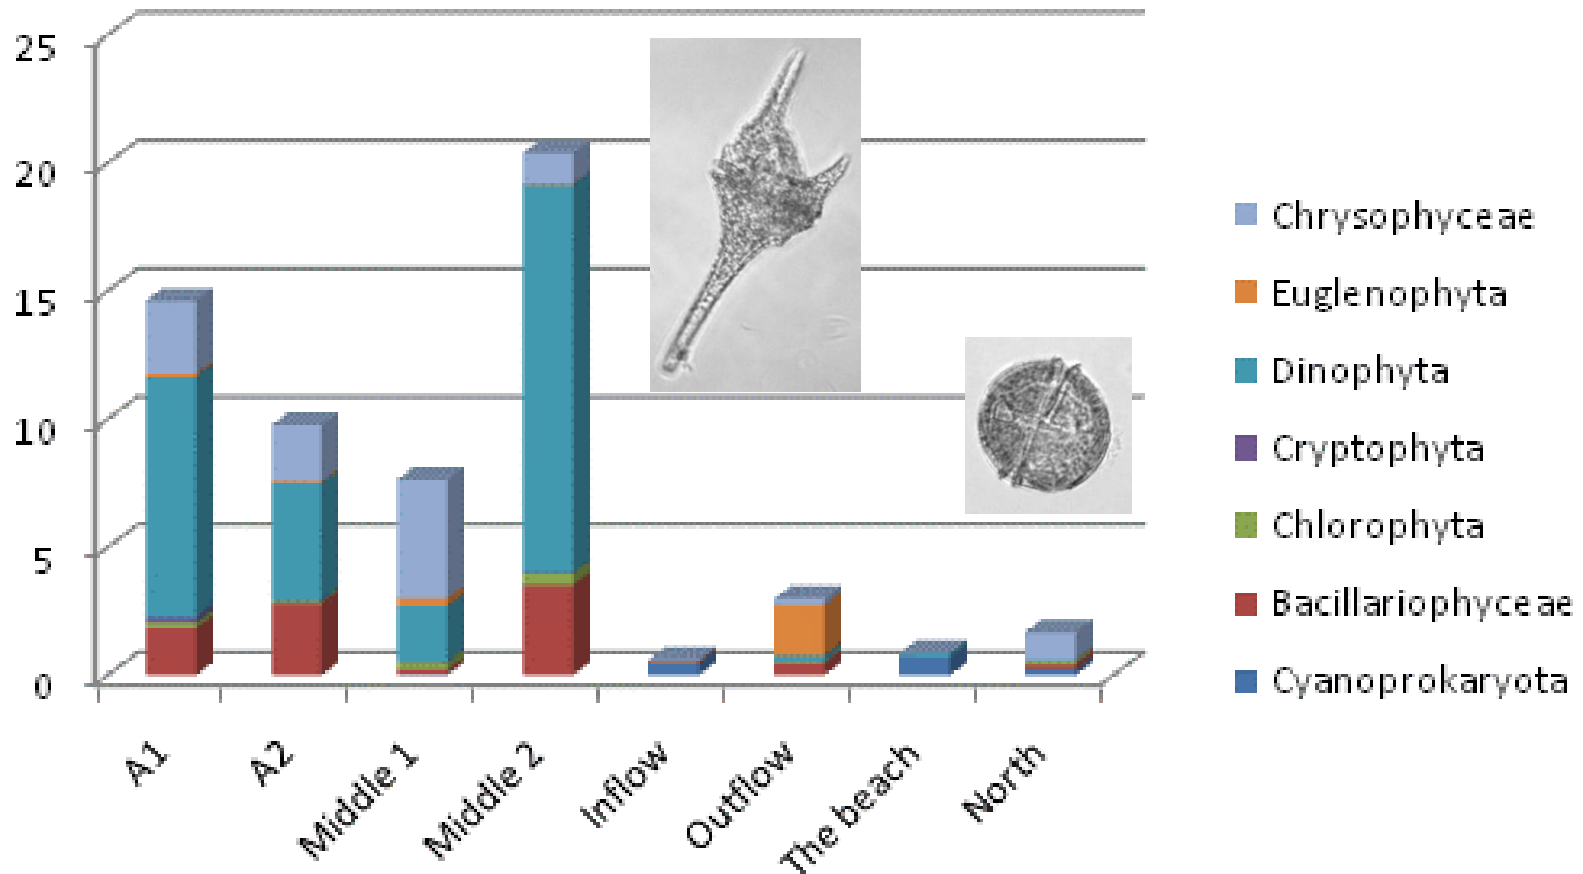 25
20
15
10
5
0
A1
A2
Middle 1
Middle 2
Inflow
Outflow
The beach
North
Chrysophyceae
Euglenophyta
Dinophyta
Cryptophyta
Chlorophyta
Bacillariophyceae
Cyanoprokaryota